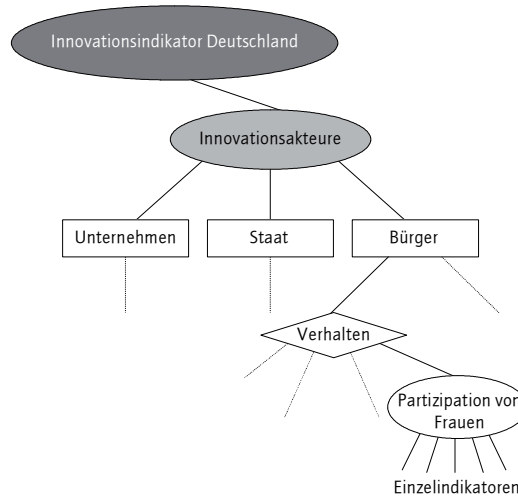 Innovationsindikator Deutschland
Innovationsakteure
Unternehmen
Staat
Bürger
Verhalten
Partizipation von
Frauen
Einzelindikatoren